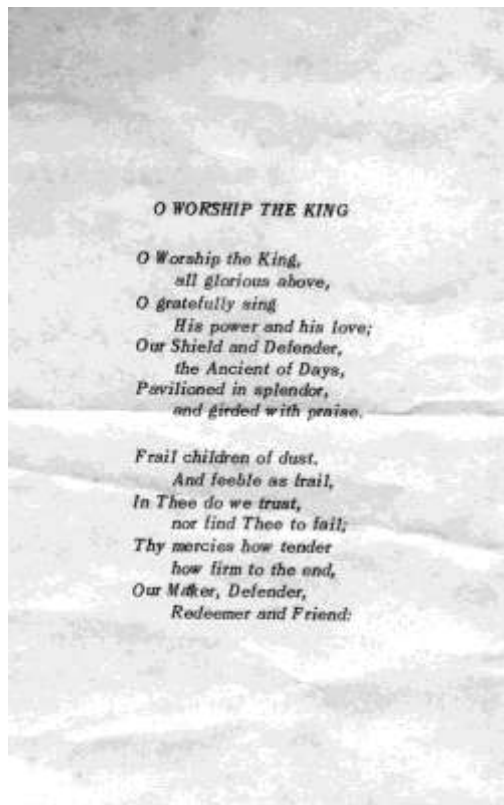 O WORSHIP THE KING
O Worship the King,
all glorious above,
O gratefully sing
His power and his love;
Our Shield and Defender,
the Ancient of Days,
Pavilioned in splendor,
and girded with praise.
Frail children of dust,
And feeble as frail,
In Thee do we trust,
nor find Thee to fail;
Thy mercies how tender
how firm to the end,
Our Maker, Defender,
Redeemer and Friend: